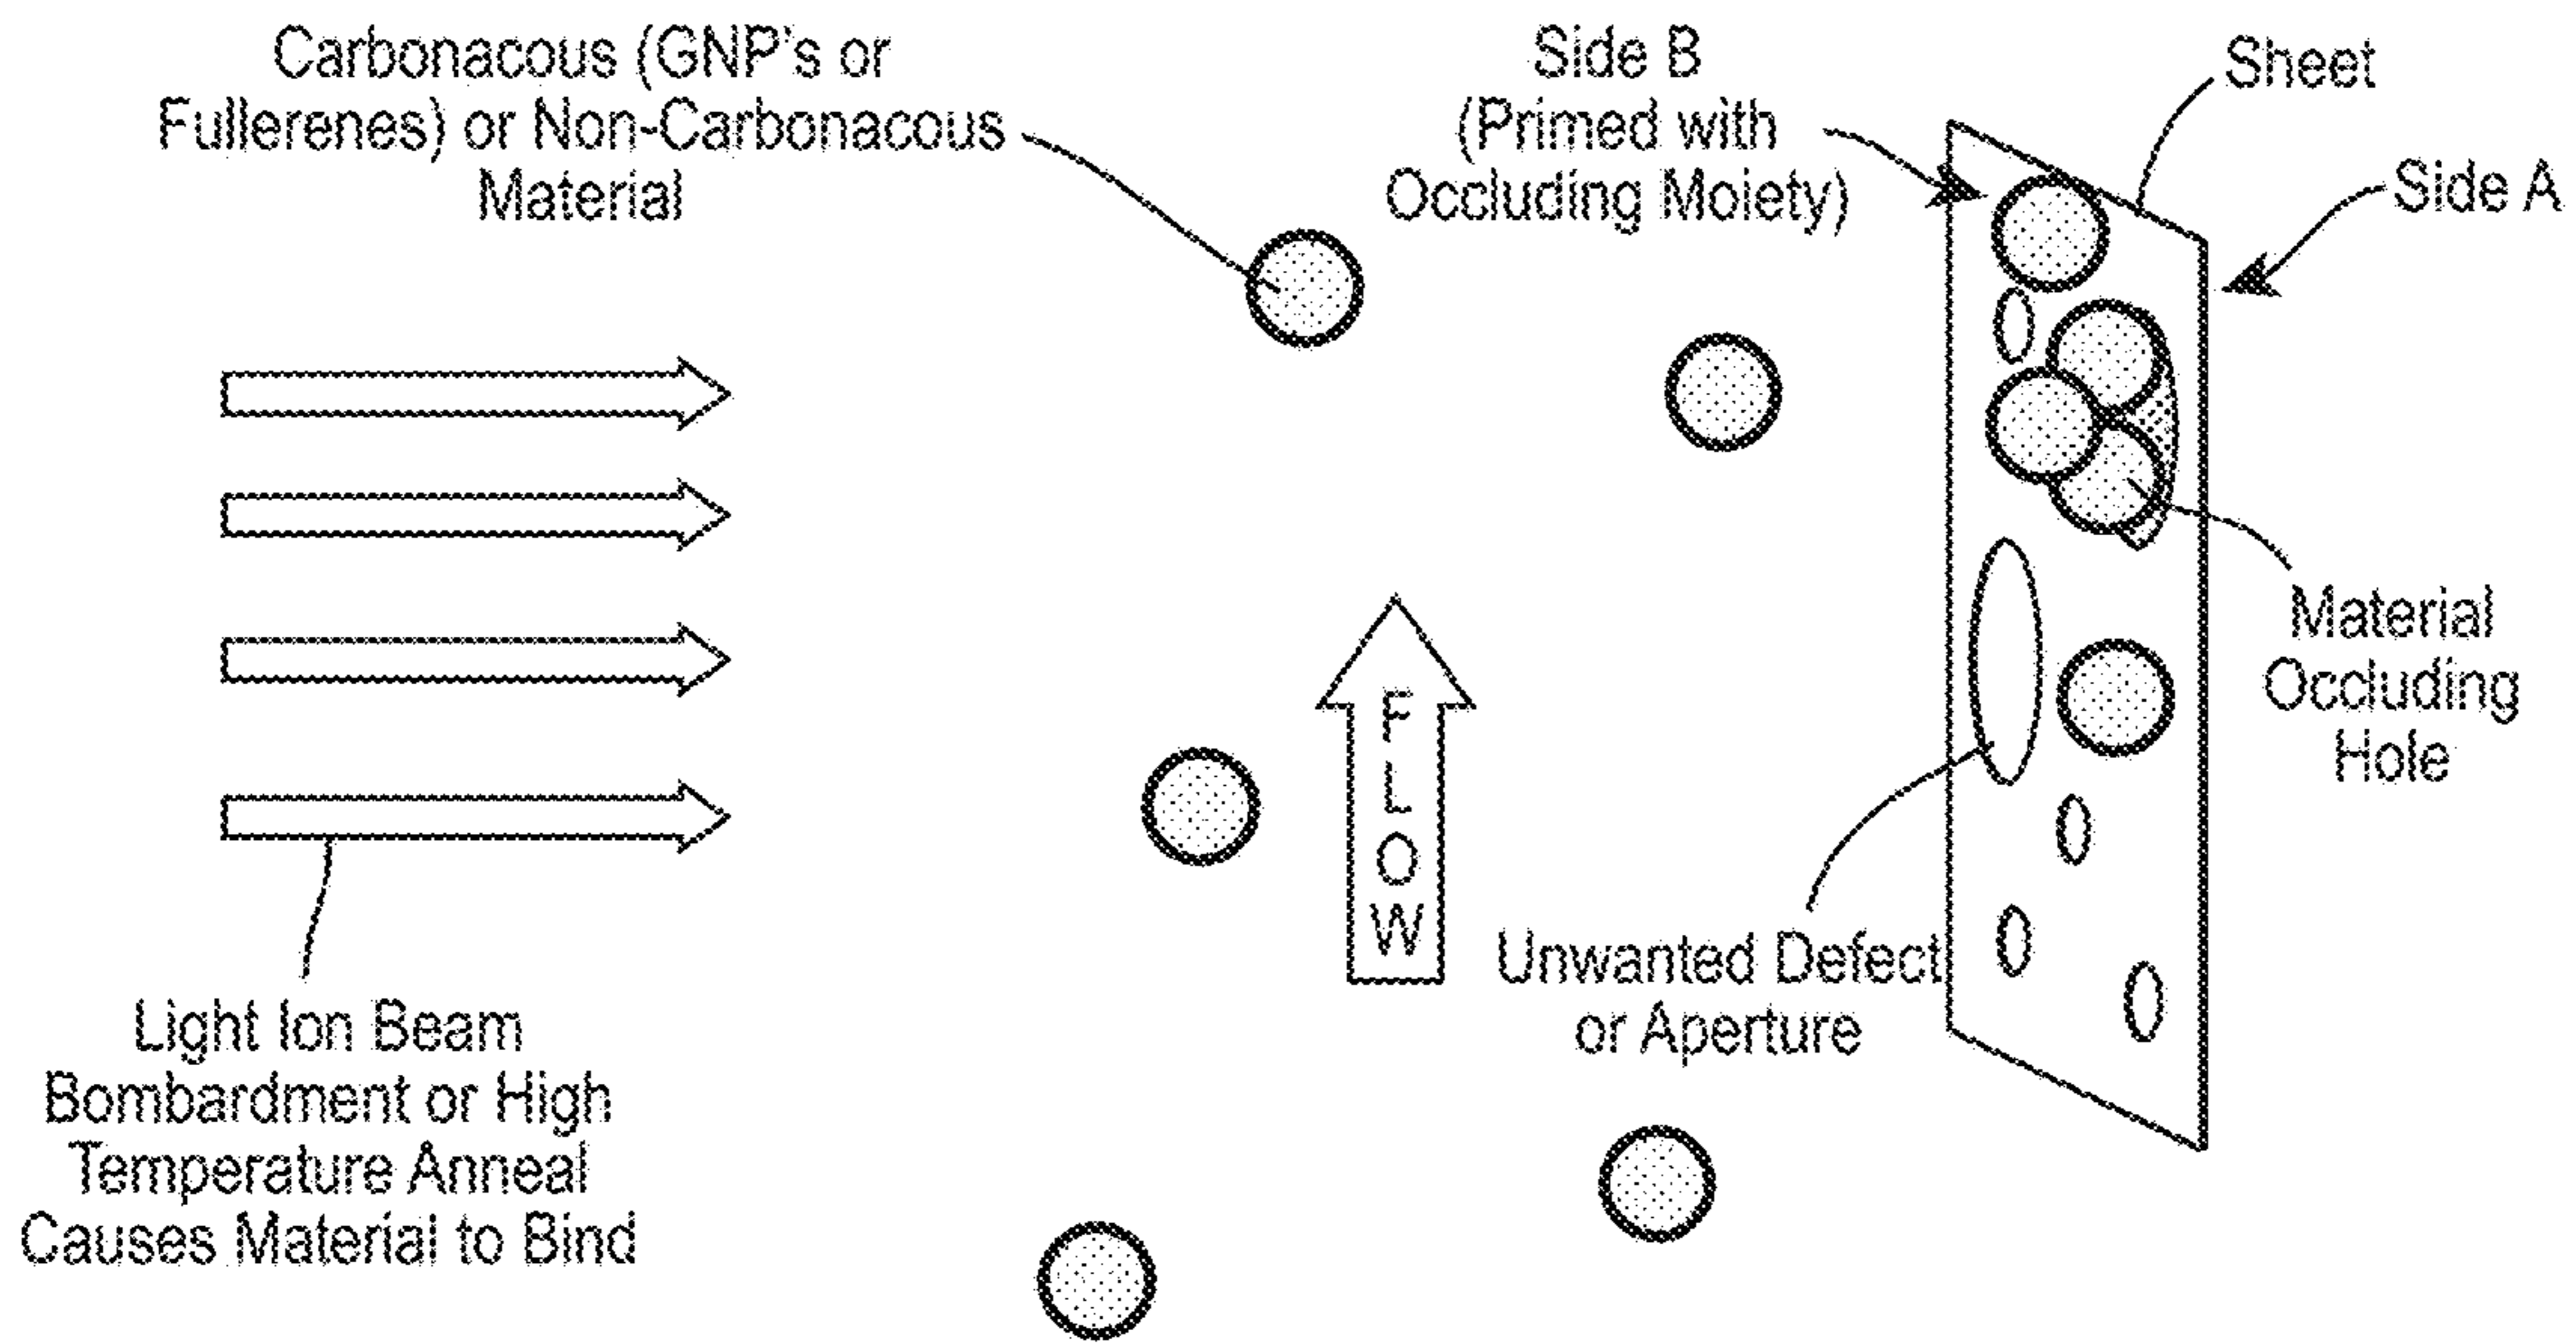 Carbonacous (GNP's or
Fullerenes) or Non-Carbonacous
Material
Side B
(Primed with
Occluding Moiety)
Sheet
Side A
Material
Occluding
Hole
FLOW
Unwanted Defect
or Aperture
Light Ion Beam
Bombardment or High
Temperature Anneal
Causes Material to Bind